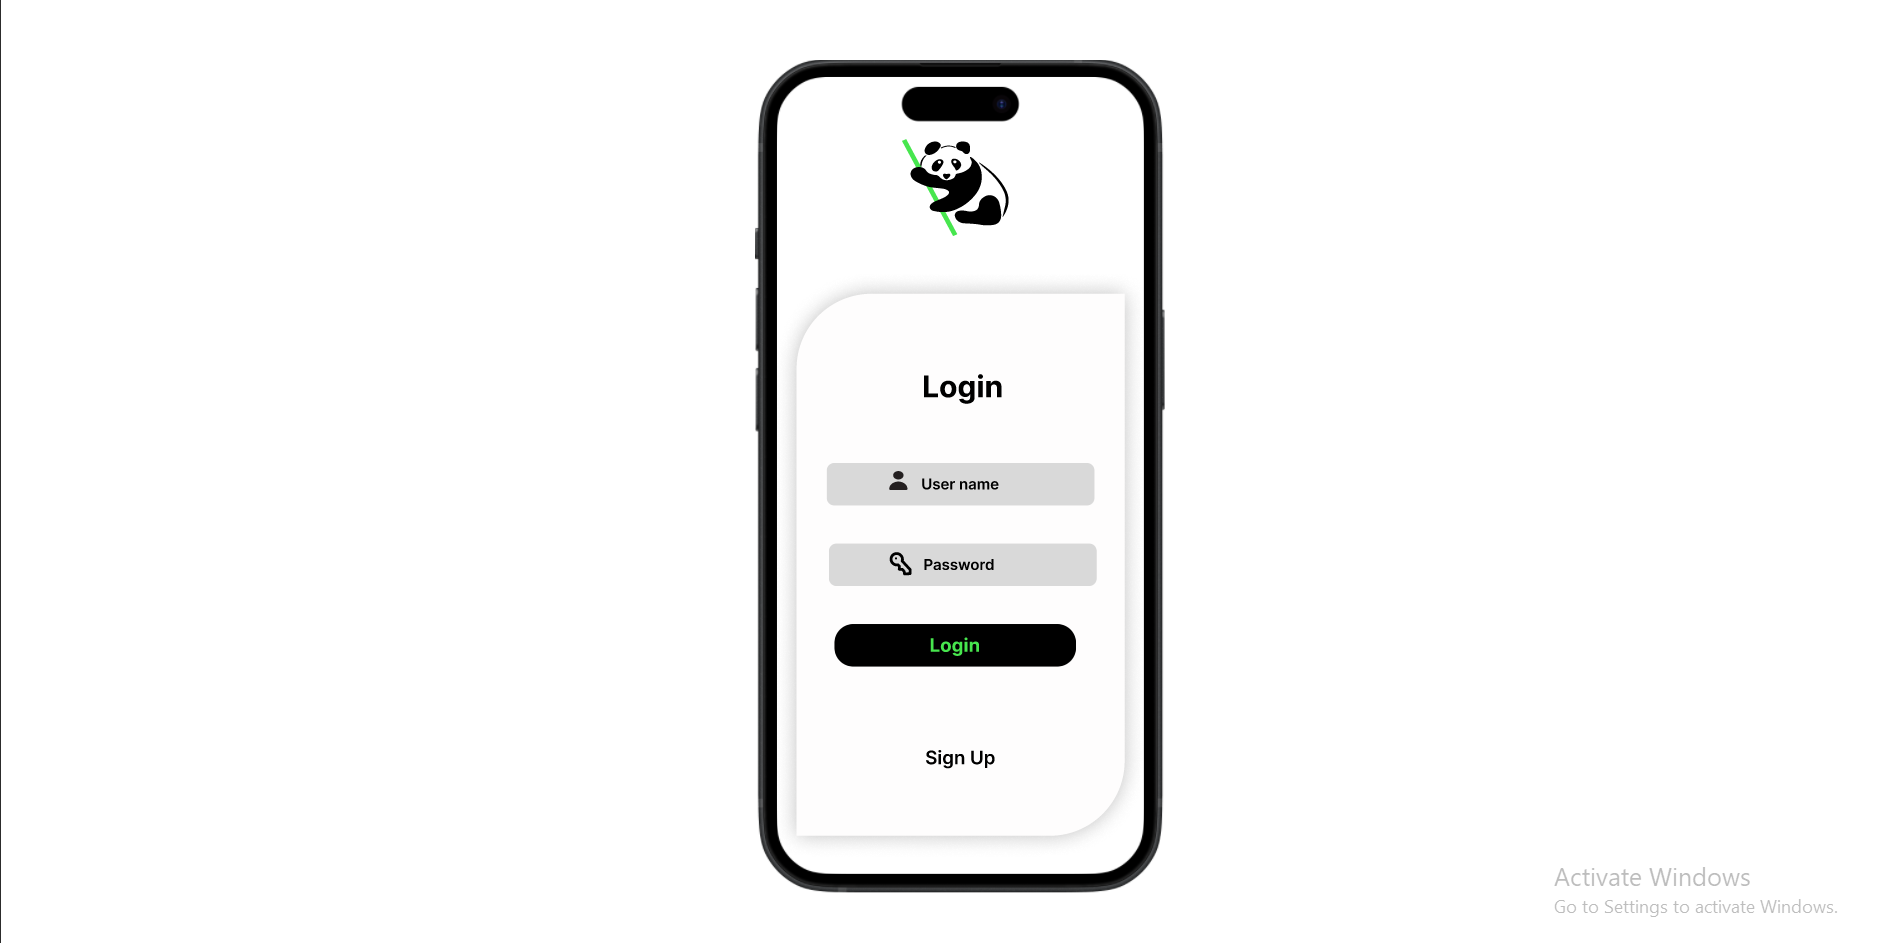 Login
User name
Password
Login
Sign Up
Activate Windows
Go to Settings to activate Windows.